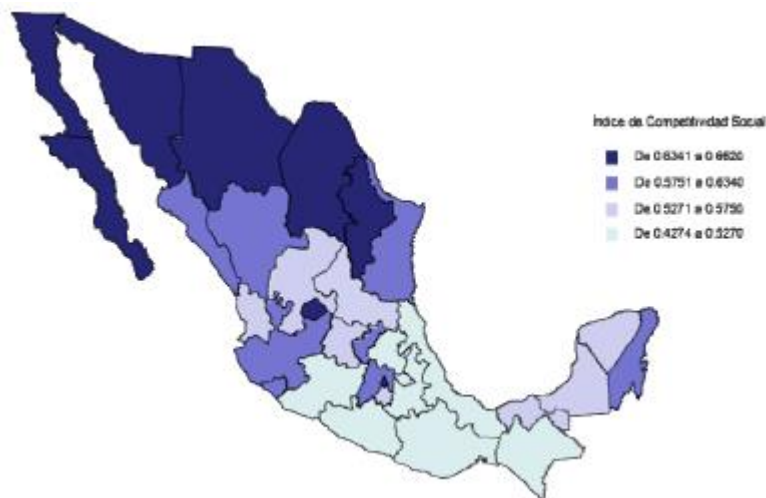 Índice de Competitividad Social
De 0.6341 a 0.6620
De 0.5751 a 0.6340
De 0.5271 a 0.5750
De 0.4274 a 0.5270